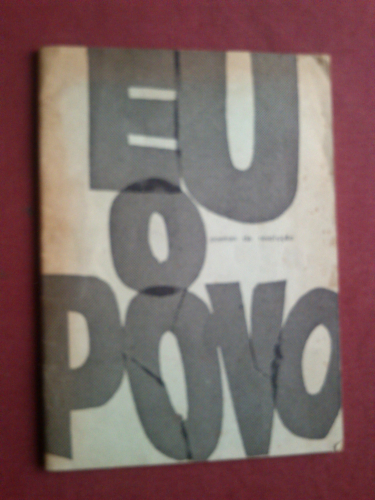 EU
O
poemas da revolução
POVO